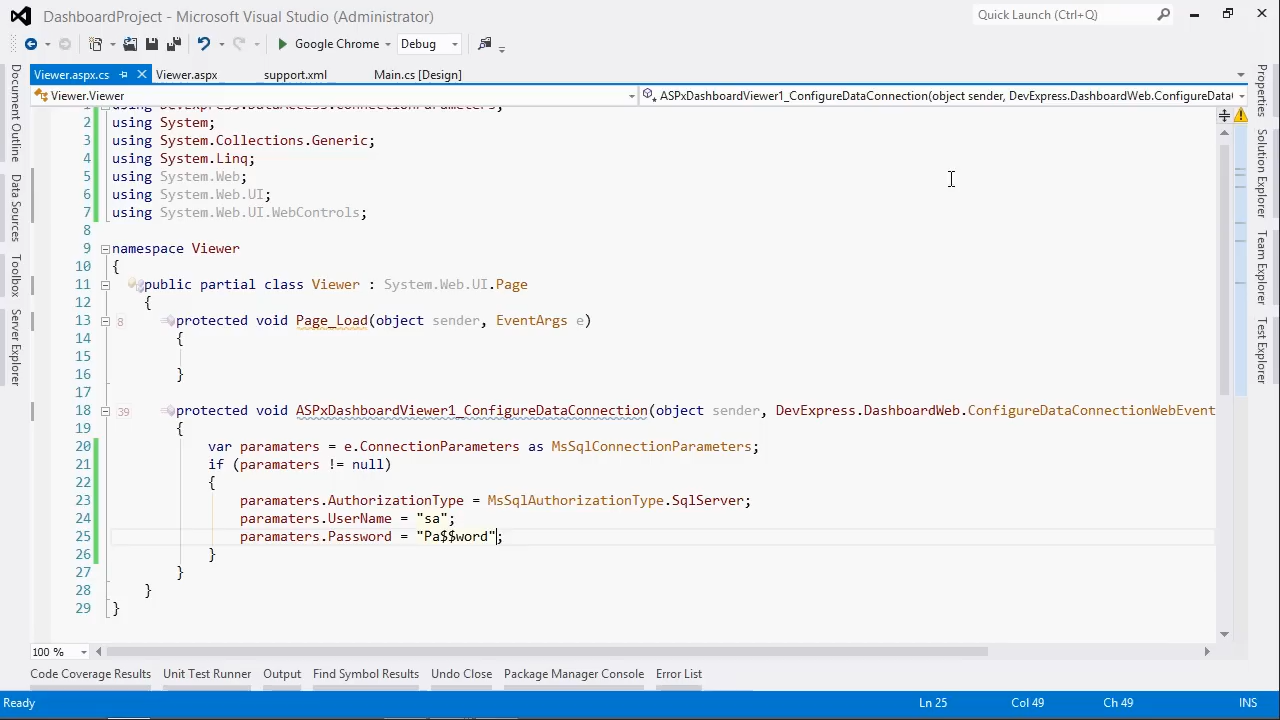 DashboardProject - Microsoft Visual Studio (Administrator)
Quick Launch (Ctrl+Q)
Google Chrome
Debug
Viewer.aspx.cs
Viewer.aspx
support.xml
Main.cs [Design]
Viewer.Viewer
ASPxDashboardViewer1_ConfigureDataConnection(object sender, DevExpress.DashboardWeb.ConfigureData
Document Outline
Data Sources
Toolbox
Server Explorer
Properties
Solution Explorer
Team Explorer
Test Explorer
1 using DevExpress.DataAccess.ConnectionParameters;
2 using System;
3 using System.Collections.Generic;
4 using System.Linq;
5 using System.Web;
6 using System.Web.UI;
7 using System.Web.UI.WebControls;
8
9 namespace Viewer
10 {
11 public partial class Viewer : System.Web.UI.Page
12 {
13 8 protected void Page_Load(object sender, EventArgs e)
14 {
15
16 }
17
18 39 protected void ASPxDashboardViewer1_ConfigureDataConnection(object sender, DevExpress.DashboardWeb.ConfigureDataConnectionWebEvent
19 {
20 var paramaters = e.ConnectionParameters as MsSqlConnectionParameters;
21 if (paramaters != null)
22 {
23 paramaters.AuthorizationType = MsSqlAuthorizationType.SqlServer;
24 paramaters.UserName = "sa";
25 paramaters.Password = "Pa$$word";
26 }
27 }
28 }
29 }
100 %
Code Coverage Results
Unit Test Runner
Output
Find Symbol Results
Undo Close
Package Manager Console
Error List
Ready
Ln 25
Col 49
Ch 49
INS